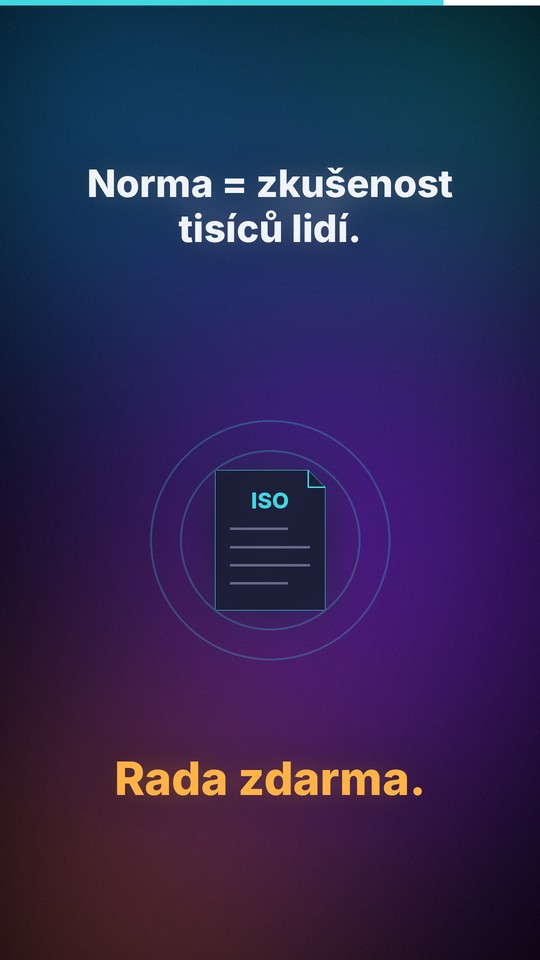 Norma = zkušenost
tisíců lidí.
ISO
Rada zdarma.